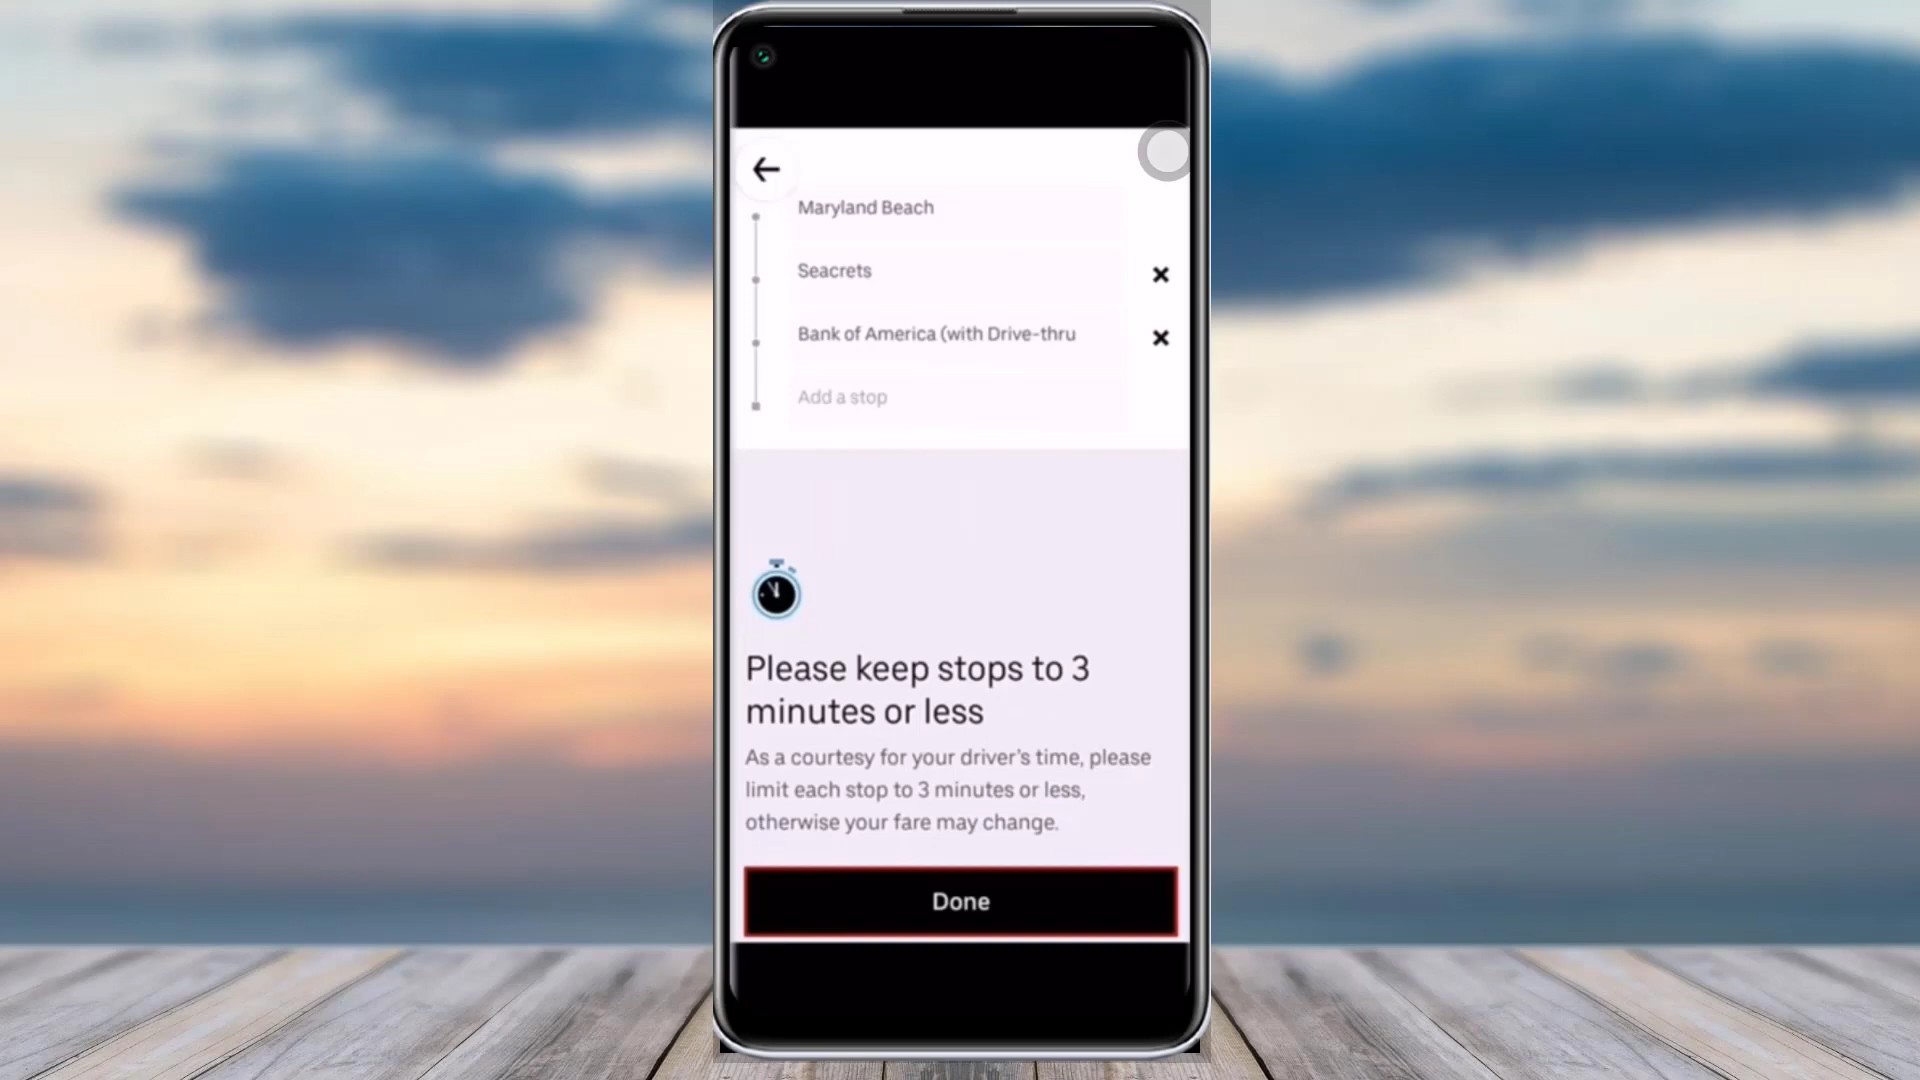 Maryland Beach
Seacrets
Bank of America (with Drive-thru
Add a stop
Please keep stops to 3
minutes or less
As a courtesy for your driver's time, please
limit each stop to 3 minutes or less,
otherwise your fare may change.
Done